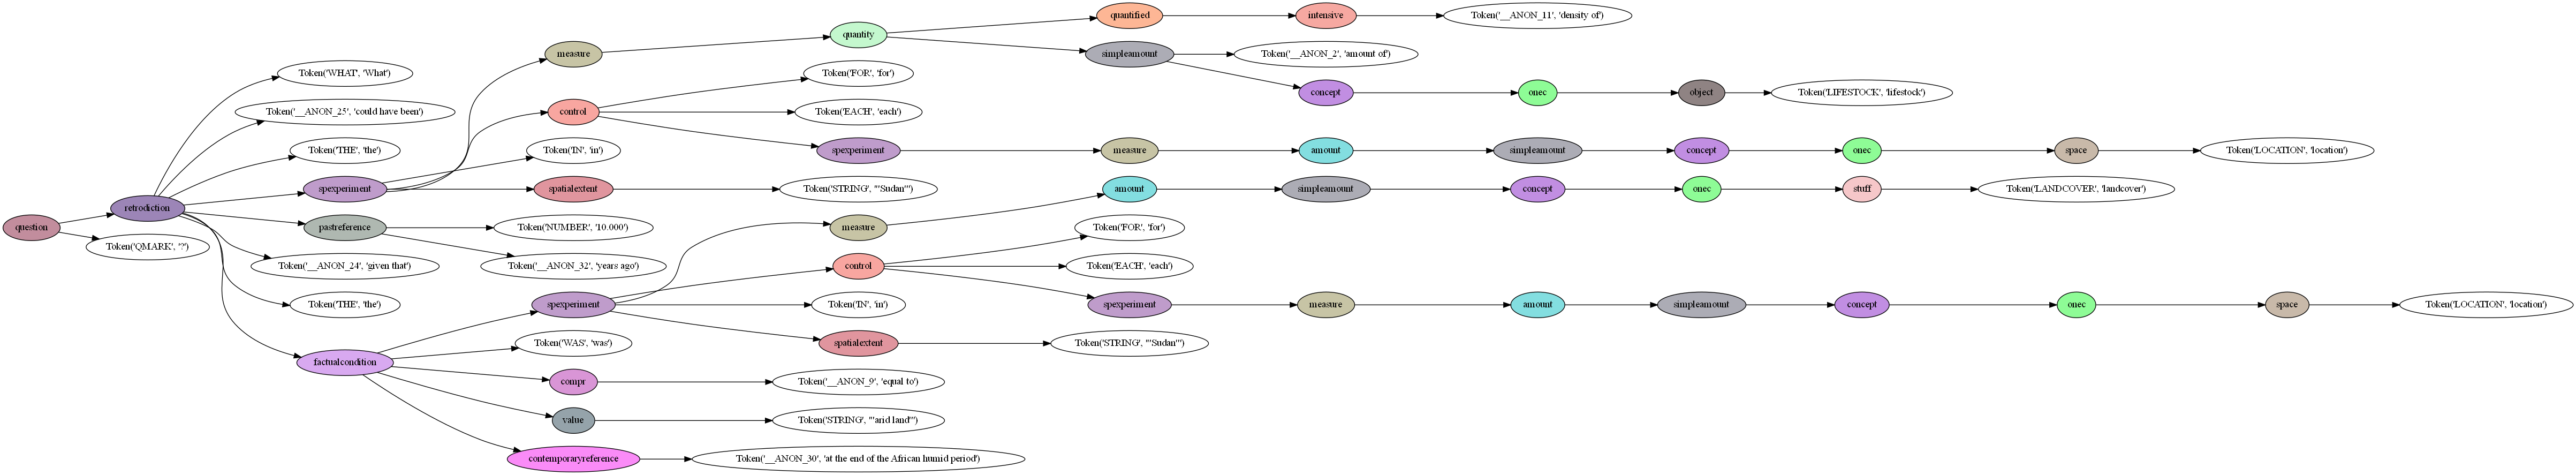 question
retrodiction
Token('QMARK', '?')
Token('WHAT', 'What')
Token('__ANON_25', 'could have been')
Token('THE', 'the')
spexperiment
measure
quantity
quantified
intensive
Token('__ANON_11', 'density of')
simpleamount
Token('__ANON_2', 'amount of')
concept
onec
object
Token('LIFESTOCK', 'lifestock')
control
Token('FOR', 'for')
Token('EACH', 'each')
spexperiment
measure
amount
simpleamount
concept
onec
space
Token('LOCATION', 'location')
Token('IN', 'in')
spatialextent
Token('STRING', '"Sudan"')
pastreference
Token('NUMBER', '10.000')
Token('__ANON_32', 'years ago')
Token('__ANON_24', 'given that')
Token('THE', 'the')
factualcondition
spexperiment
measure
amount
simpleamount
concept
onec
stuff
Token('LANDCOVER', 'landcover')
control
Token('FOR', 'for')
Token('EACH', 'each')
spexperiment
measure
amount
simpleamount
concept
onec
space
Token('LOCATION', 'location')
Token('IN', 'in')
spatialextent
Token('STRING', '"Sudan"')
Token('WAS', 'was')
compr
Token('__ANON_9', 'equal to')
value
Token('STRING', '"arid land"')
contemporaryreference
Token('__ANON_30', 'at the end of the African humid period')